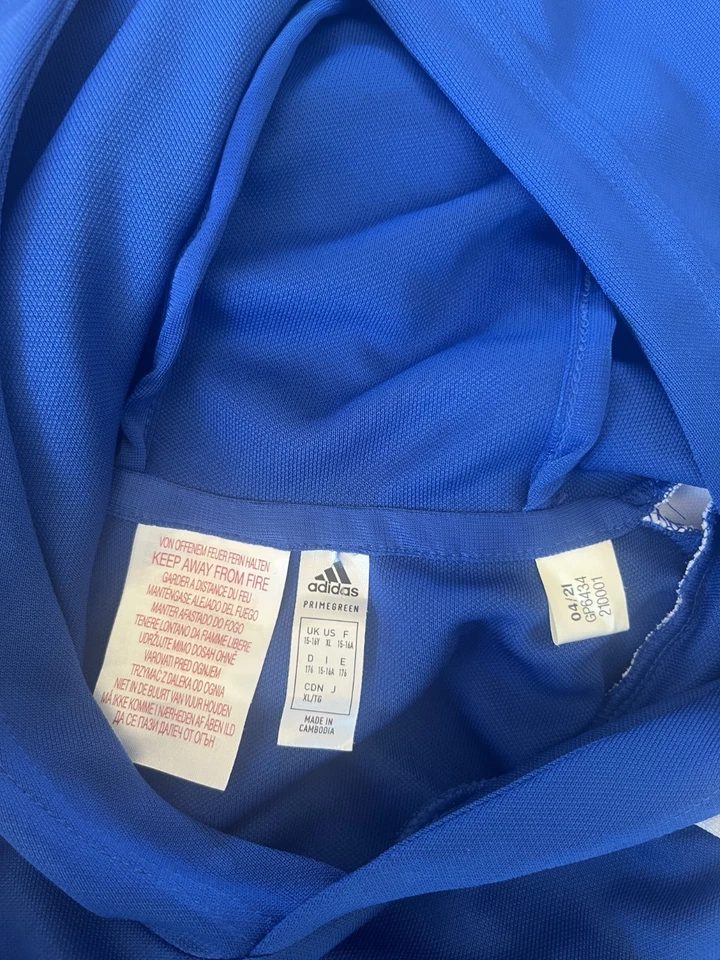 VON OFFENEM FEUER FERN HALTEN
KEEP AWAY FROM FIRE
GARDER A DISTANCE DU FEU
MANTÉNGASE ALEJADO DEL FUEGO
MANTER AFASTADO DO FOGO
TENERE LONTANO DA FIAMME LIBERE
UDRŽUJTE MIMO DOSAH OHNĚ
VAROVATI PRED OGNJEM
TRZYMAĆ Z DALEKA OD OGNIA
NIET IN DE BUURT VAN VUUR HOUDEN
MÅ IKKE KOMME I NÆRHEDEN AF ÅBEN ILD
ДА СЕ ПАЗИ ДАЛЕЧ ОТ ОГЪН
adidas
PRIMEGREEN
UK US F
15-16Y XL 15-16A
D I E
176 15-16A 176
CDN J
XL/TG
MADE IN
CAMBODIA
04/21
GP6434
210001